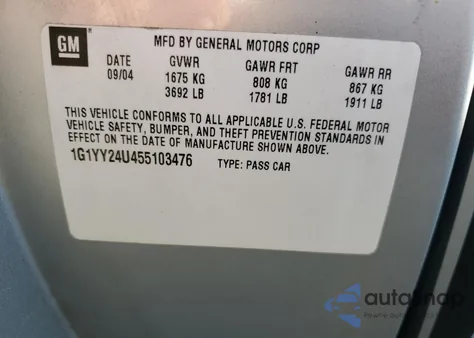 GM
MFD BY GENERAL MOTORS CORP
DATE GVWR GAWR FRT GAWR RR
09/04 1675 KG 808 KG 867 KG
3692 LB 1781 LB 1911 LB
THIS VEHICLE CONFORMS TO ALL APPLICABLE U.S. FEDERAL MOTOR
VEHICLE SAFETY, BUMPER, AND THEFT PREVENTION STANDARDS IN
EFFECT ON THE DATE OF MANUFACTURE SHOWN ABOVE.
1G1YY24U455103476 TYPE: PASS CAR